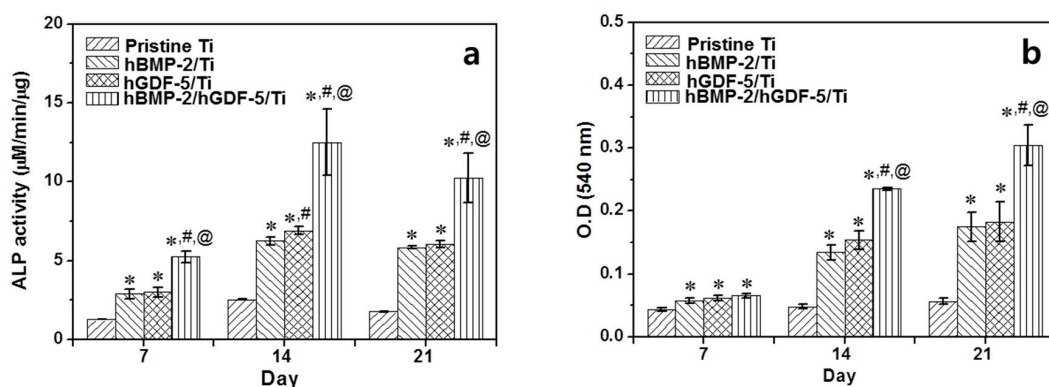 a
ALP activity (µM/min/µg)
20
15
10
5
0
Pristine Ti
hBMP-2/Ti
hGDF-5/Ti
hBMP-2/hGDF-5/Ti
*
*
*,#,@
*
*,#
*,#,@
*
*
*,#,@
7
14
21
Day
b
O.D (540 nm)
0.5
0.4
0.3
0.2
0.1
0.0
Pristine Ti
hBMP-2/Ti
hGDF-5/Ti
hBMP-2/hGDF-5/Ti
*
*
*
*
*
*,#,@
*
*
*,#,@
7
14
21
Day